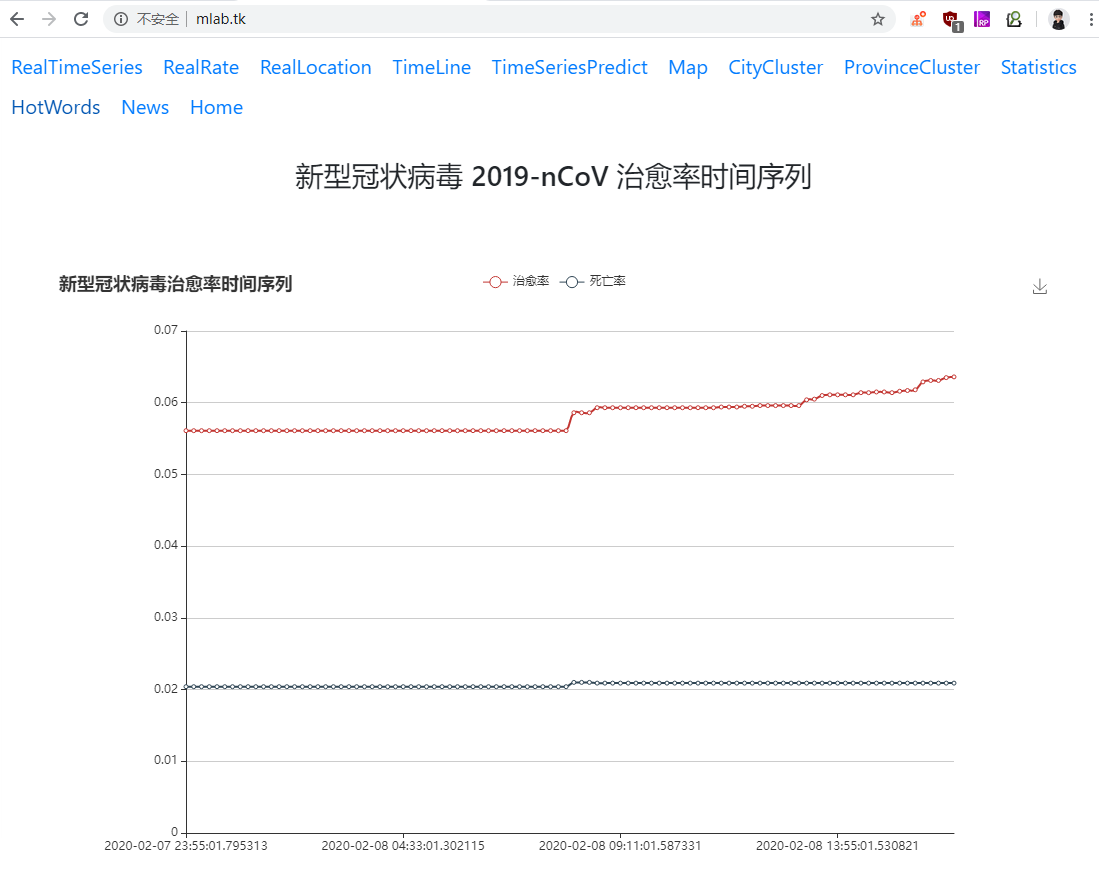 不安全 mlab.tk
1
RP
RealTimeSeries RealRate RealLocation TimeLine TimeSeriesPredict Map CityCluster ProvinceCluster Statistics
HotWords News Home
新型冠状病毒 2019-nCoV 治愈率时间序列
新型冠状病毒治愈率时间序列 治愈率 死亡率
0.07
0.06
0.05
0.04
0.03
0.02
0.01
0
2020-02-07 23:55:01.795313 2020-02-08 04:33:01.302115 2020-02-08 09:11:01.587331 2020-02-08 13:55:01.530821